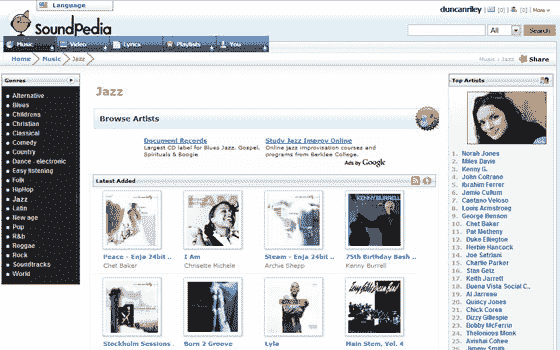 Language
duncanriley | [0] | [0] | More
SoundPedia
All Search
Music Video Lyrics Playlists You
Home Music Jazz
Music : Jazz Share
Genres
Alternative
Blues
Childrens
Christian
Classical
Comedy
Country
Dance - electronic
Easy listening
Folk
HipHop
Jazz
Latin
New age
Pop
R&B
Reggae
Rock
Soundtracks
World
Jazz
Browse Artists
Document Records
Largest CD label for Blues Jazz, Gospel,
Spirituals & Boogie
Study Jazz Improv Online
Online jazz improvisation courses and
programs from Berklee College.
Ads by Google
Latest Added
KENNY BURRELL
Peace - Enja 24bit ..
Chet Baker
I Am
Chrisette Michele
Steam - Enja 24bit ..
Archie Shepp
75th Birthday Bash ..
Kenny Burrell
Stockholm Sessions
Born 2 Groove
Lyla
Main Stem, Vol. 4
Top Artists
1. Norah Jones
2. Miles Davis
3. Kenny G.
4. John Coltrane
5. Ibrahim Ferrer
6. Jamie Cullum
7. Caetano Veloso
8. Louis Armstrong
9. George Benson
10. Chet Baker
11. Pat Metheny
12. Duke Ellington
13. Herbie Hancock
14. Joe Satriani
15. Charlie Parker
16. Stan Getz
17. Keith Jarrett
18. Buena Vista Social C..
19. Al Jarreau
20. Quincy Jones
21. Chick Corea
22. Dizzy Gillespie
23. Bobby McFerrin
24. Thelonious Monk
25. Avishai Cohen
26. Jimmy Smith